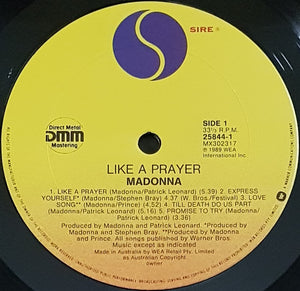 SIRE
Direct Metal
DMM
Mastering
SIDE 1
33⅓ R.P.M.
25844-1
MX302317
℗ 1989 WEA
International Inc.
LIKE A PRAYER
MADONNA
1. LIKE A PRAYER (Madonna/Patrick Leonard) (5.39) 2. EXPRESS
YOURSELF* (Madonna/Stephen Bray) 4.37 (W. Bros./Festival) 3. LOVE
SONG** (Madonna/Prince) (4.52) 4. TILL DEATH DO US PART
(Madonna/Patrick Leonard) (5.16) 5. PROMISE TO TRY (Madonna/
Patrick Leonard) (3.36)
Produced by Madonna and Patrick Leonard. *Produced by
Madonna and Stephen Bray. **Produced by Madonna
and Prince. All songs published by Warner Bros.
Music except as indicated
Made in Australia by WEA Retail Pty. Limited
as Australian Copyright
owner